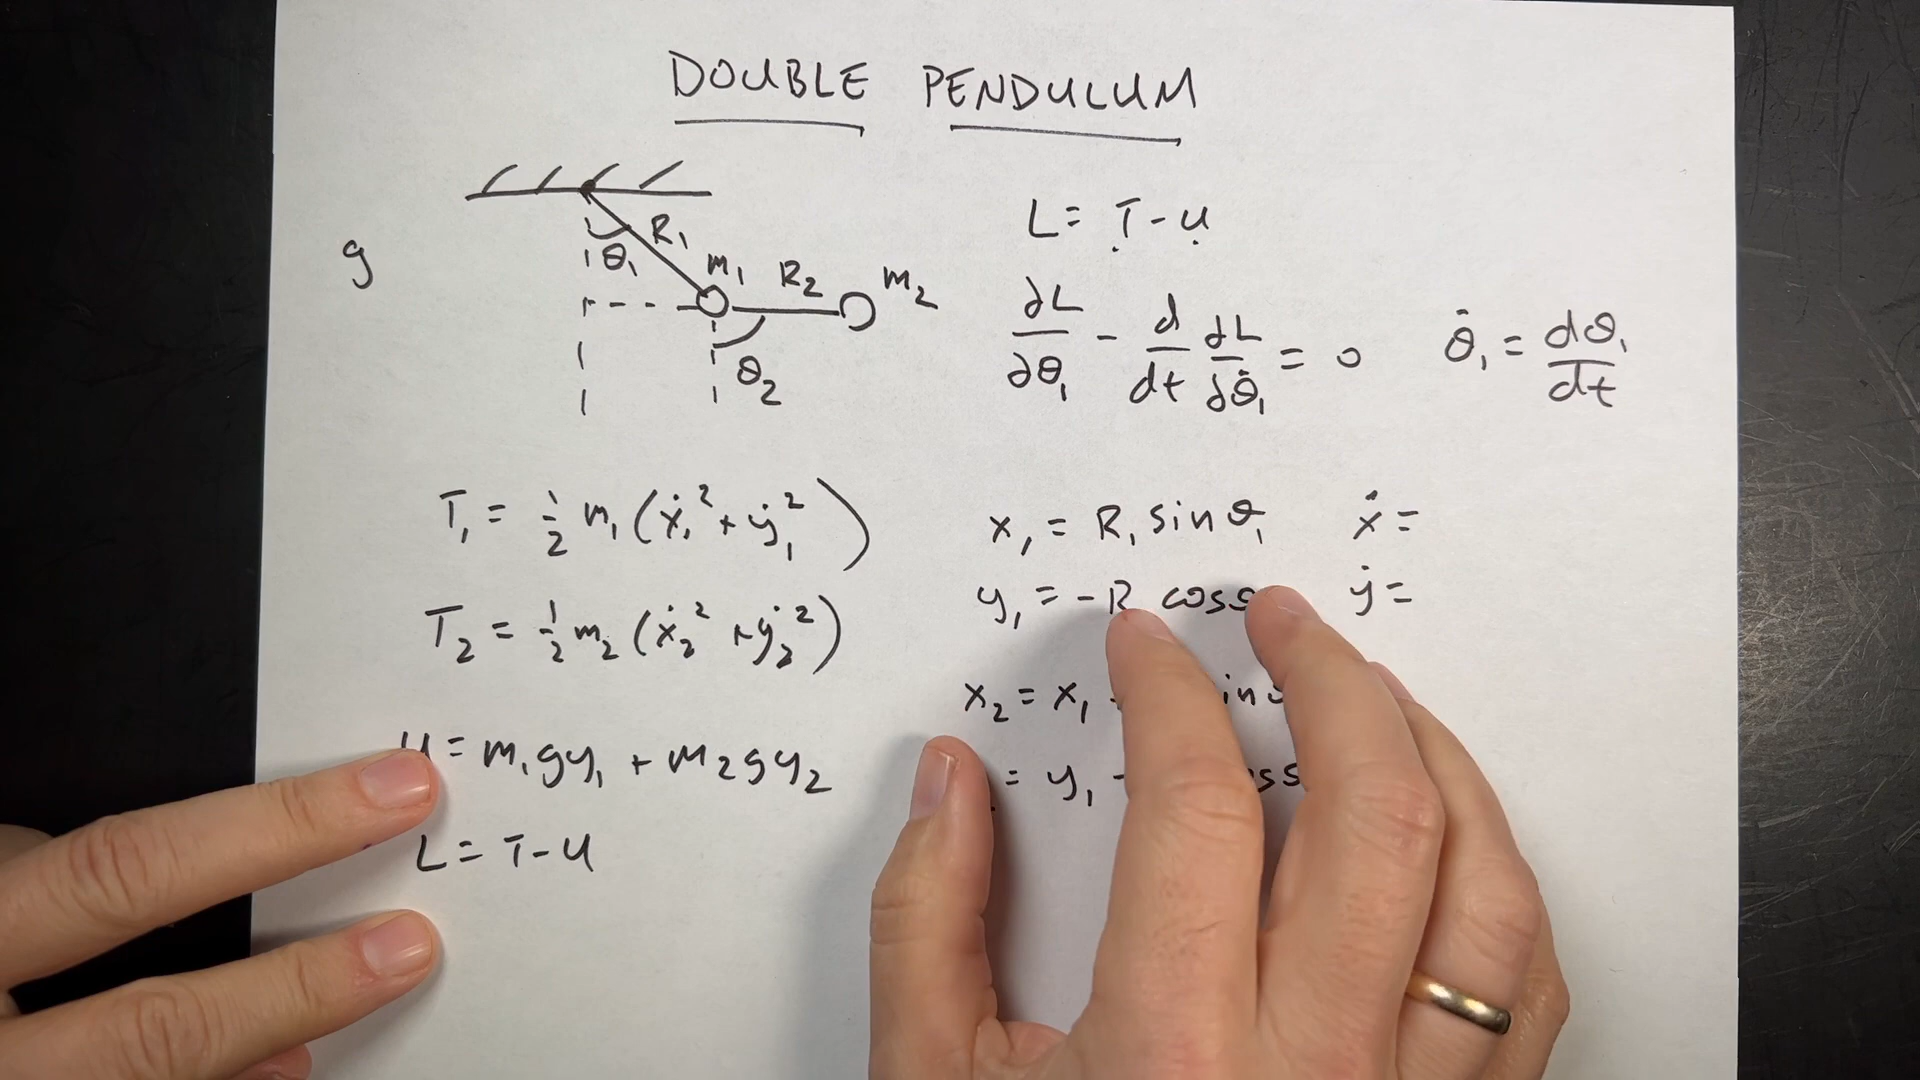 DOUBLE PENDULUM
g
θ₁
R₁
m₁
R₂
m₂
θ₂
L = T - U
∂L/∂θ₁ - d/dt ∂L/∂θ̇₁ = 0
θ̇₁ = dθ₁/dt
T₁ = ½ m₁ (ẋ₁² + ẏ₁²)
T₂ = ½ m₂ (ẋ₂² + ẏ₂²)
U = m₁gy₁ + m₂gy₂
L = T - U
x₁ = R₁ sin θ₁
ẋ =
y₁ = -R cos
ẏ =
x₂ = x₁
= y₁